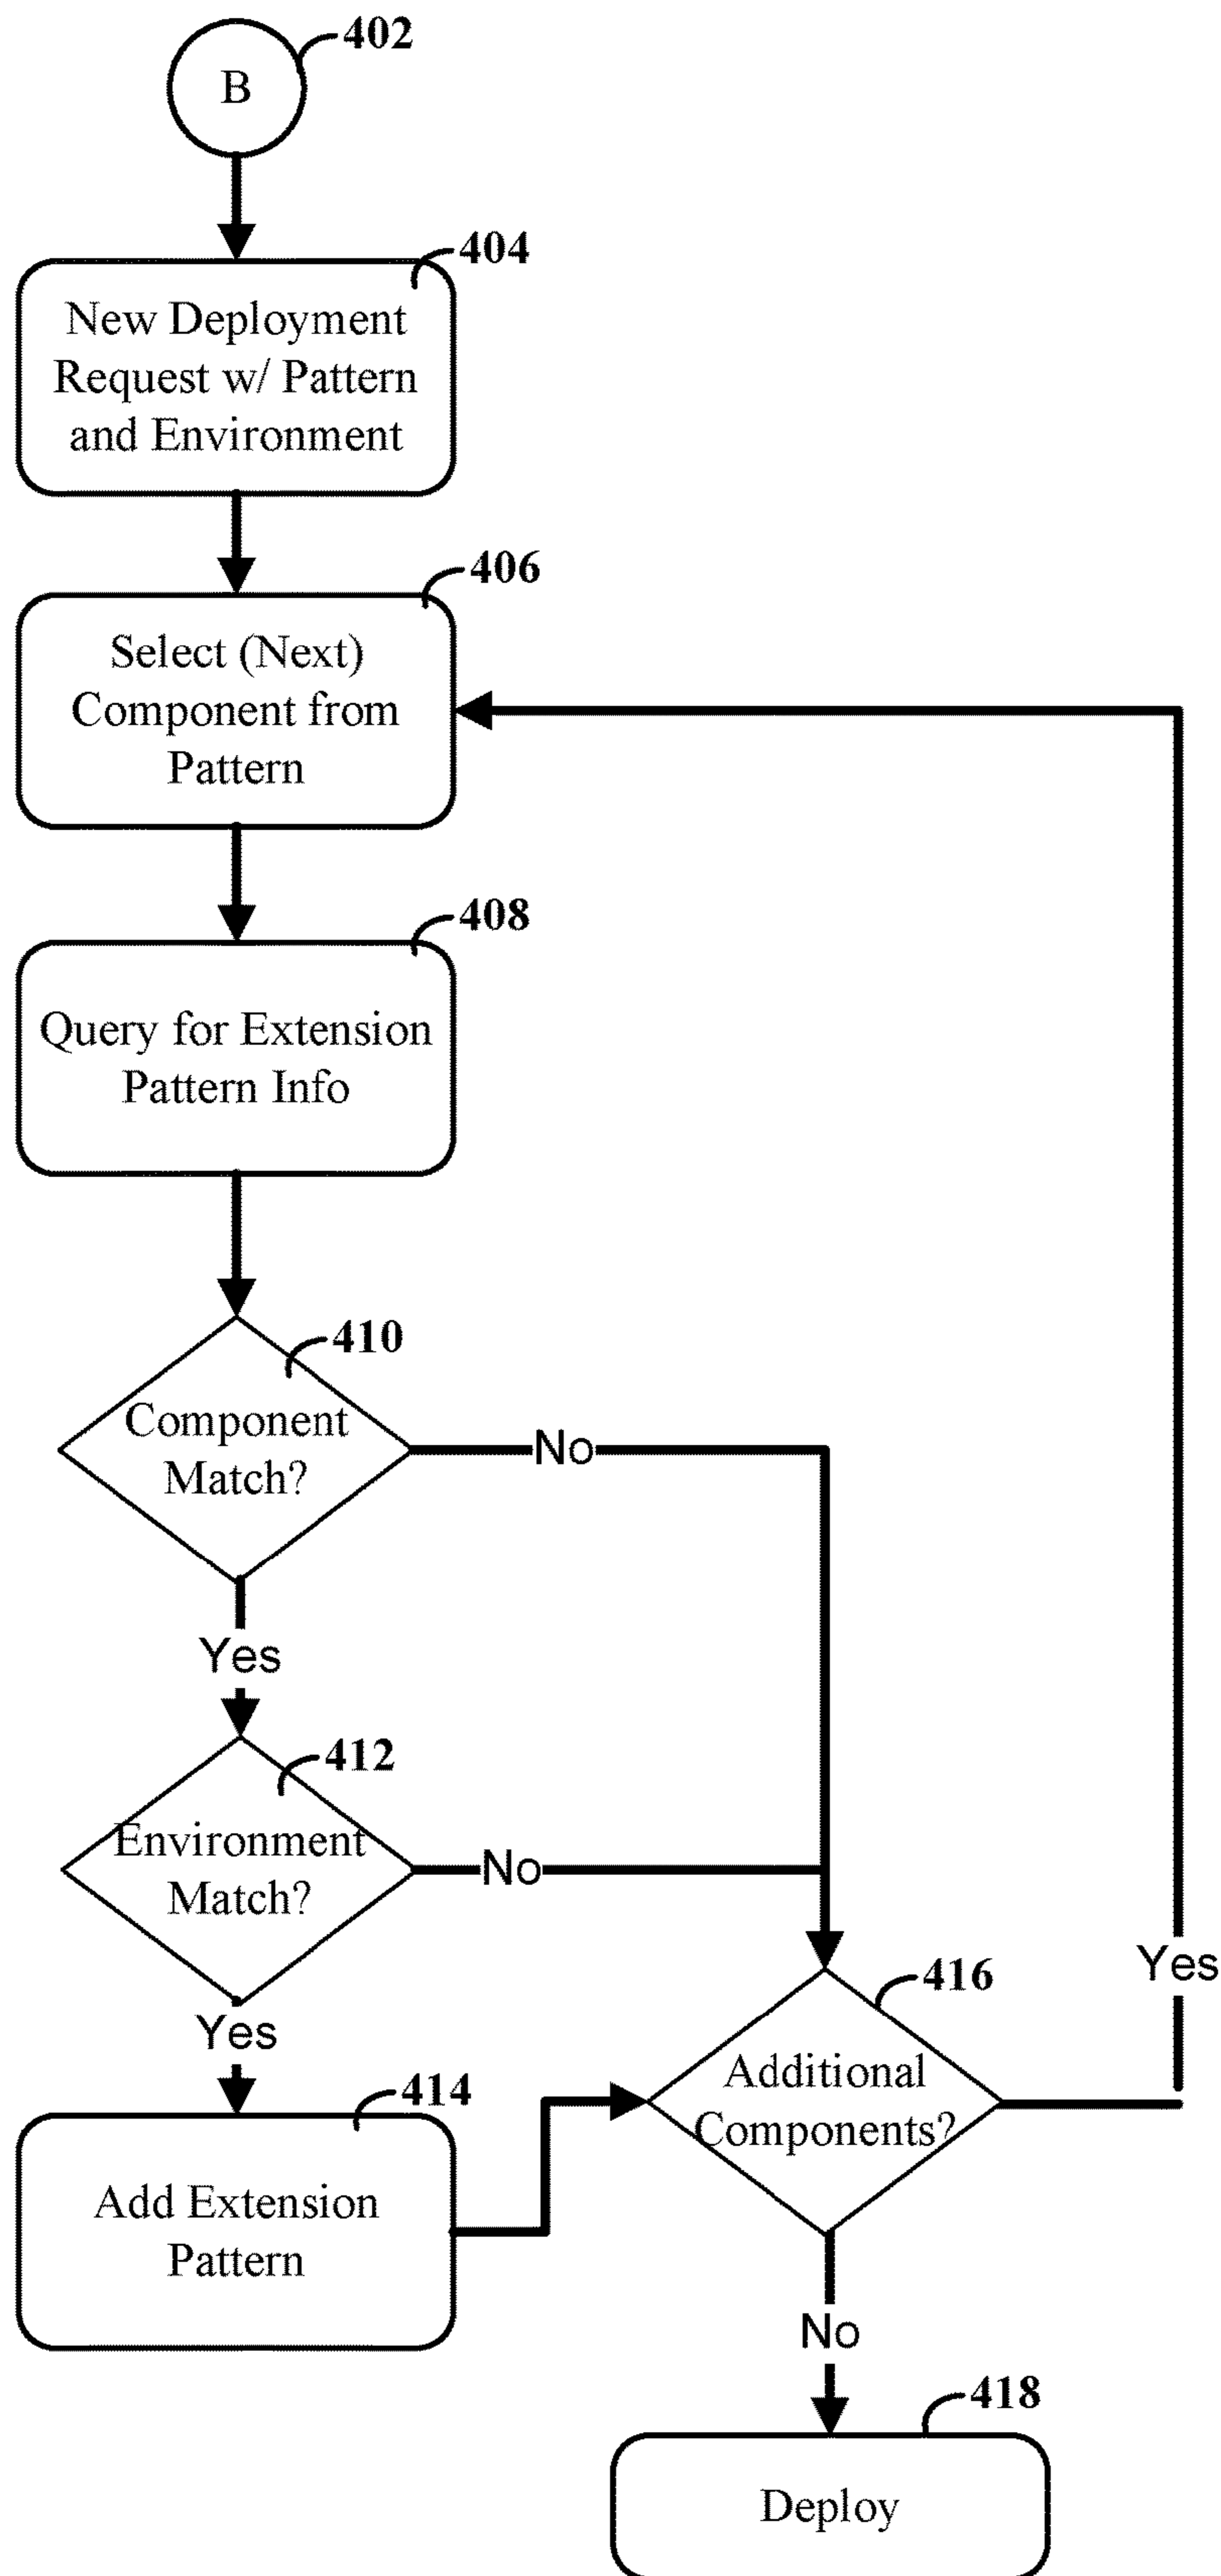 402
B
404
New Deployment
Request w/ Pattern
and Environment
406
Select (Next)
Component from
Pattern
408
Query for Extension
Pattern Info
410
Component
Match?
No
Yes
412
Environment
Match?
No
Yes
416
Yes
Additional
Components?
414
Add Extension
Pattern
No
418
Deploy